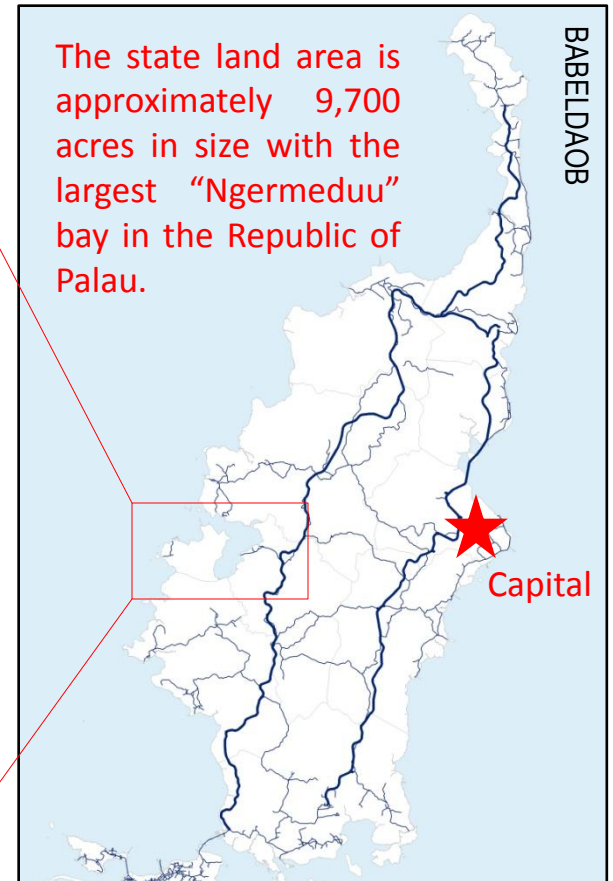 The state land area is
approximately 9,700
acres in size with the
largest “Ngermeduu”
bay in the Republic of
Palau.
BABELDAOB
Capital